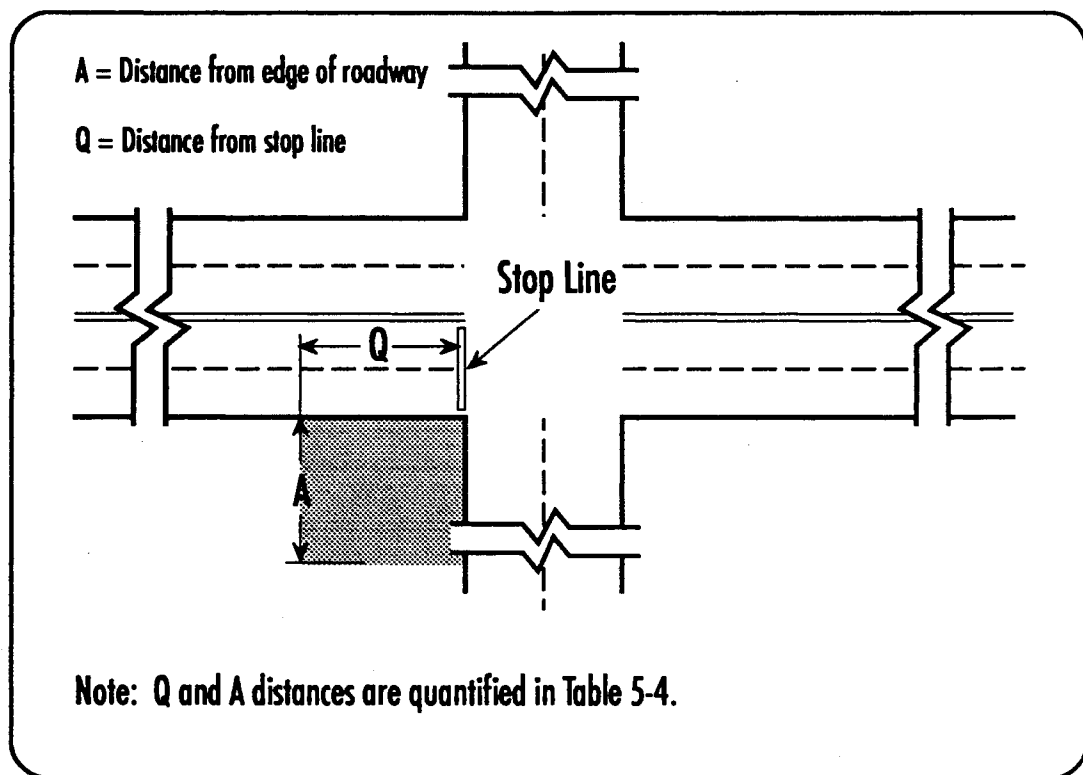 A = Distance from edge of roadway
Q = Distance from stop line
Stop Line
Q
A
Note: Q and A distances are quantified in Table 5-4.